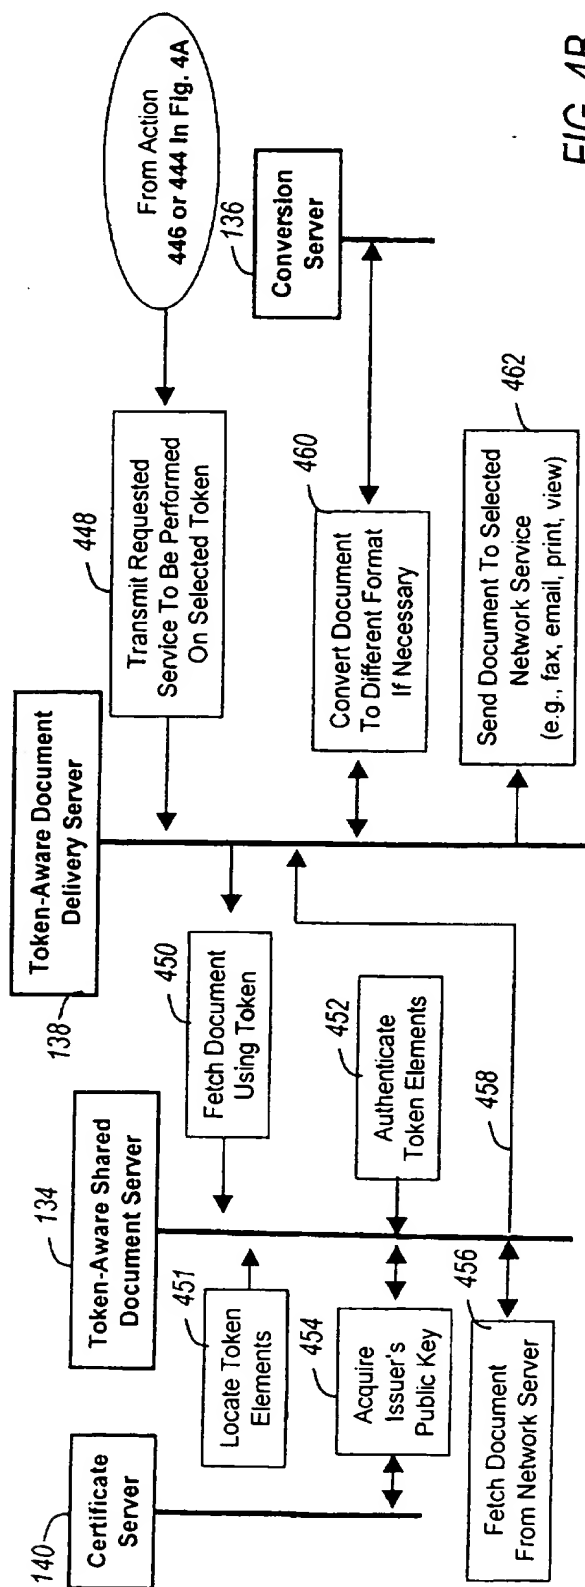 From Action
446 or 444 In Fig. 4A
136
Conversion
Server
448
Transmit Requested
Service To Be Performed
On Selected Token
460
Convert Document
To Different Format
If Necessary
462
Send Document To Selected
Network Service
(e.g., fax, email, print, view)
138
Token-Aware Document
Delivery Server
450
Fetch Document
Using Token
452
Authenticate
Token Elements
458
134
Token-Aware Shared
Document Server
451
Locate Token
Elements
454
Acquire
Issuer's
Public Key
456
Fetch Document
From Network Server
140
Certificate
Server
FIG. 4B